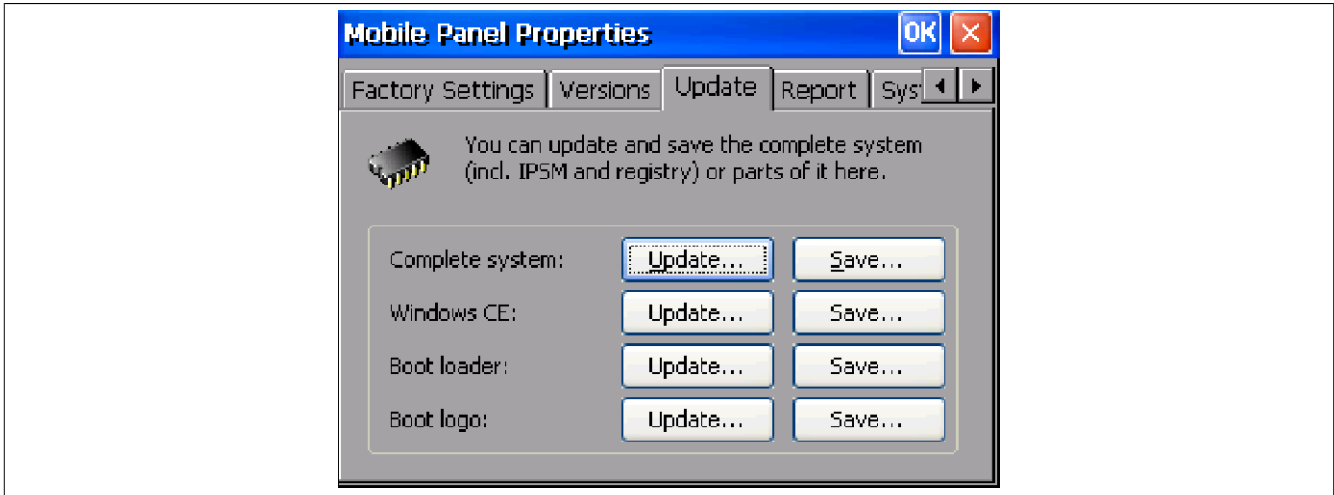 Mobile Panel Properties OK
Factory Settings Versions Update Report Sys
You can update and save the complete system
(incl. IPSM and registry) or parts of it here.
Complete system: Update... Save...
Windows CE: Update... Save...
Boot loader: Update... Save...
Boot logo: Update... Save...